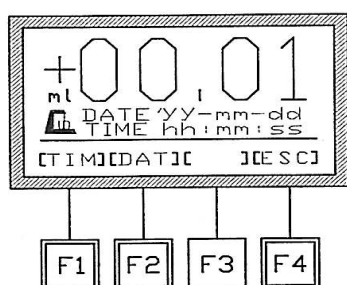 +00,01
ml
DATE 'YY-mm-dd
TIME hh:mm:ss
[TIM][DAT][ ][ESC]
F1 F2 F3 F4